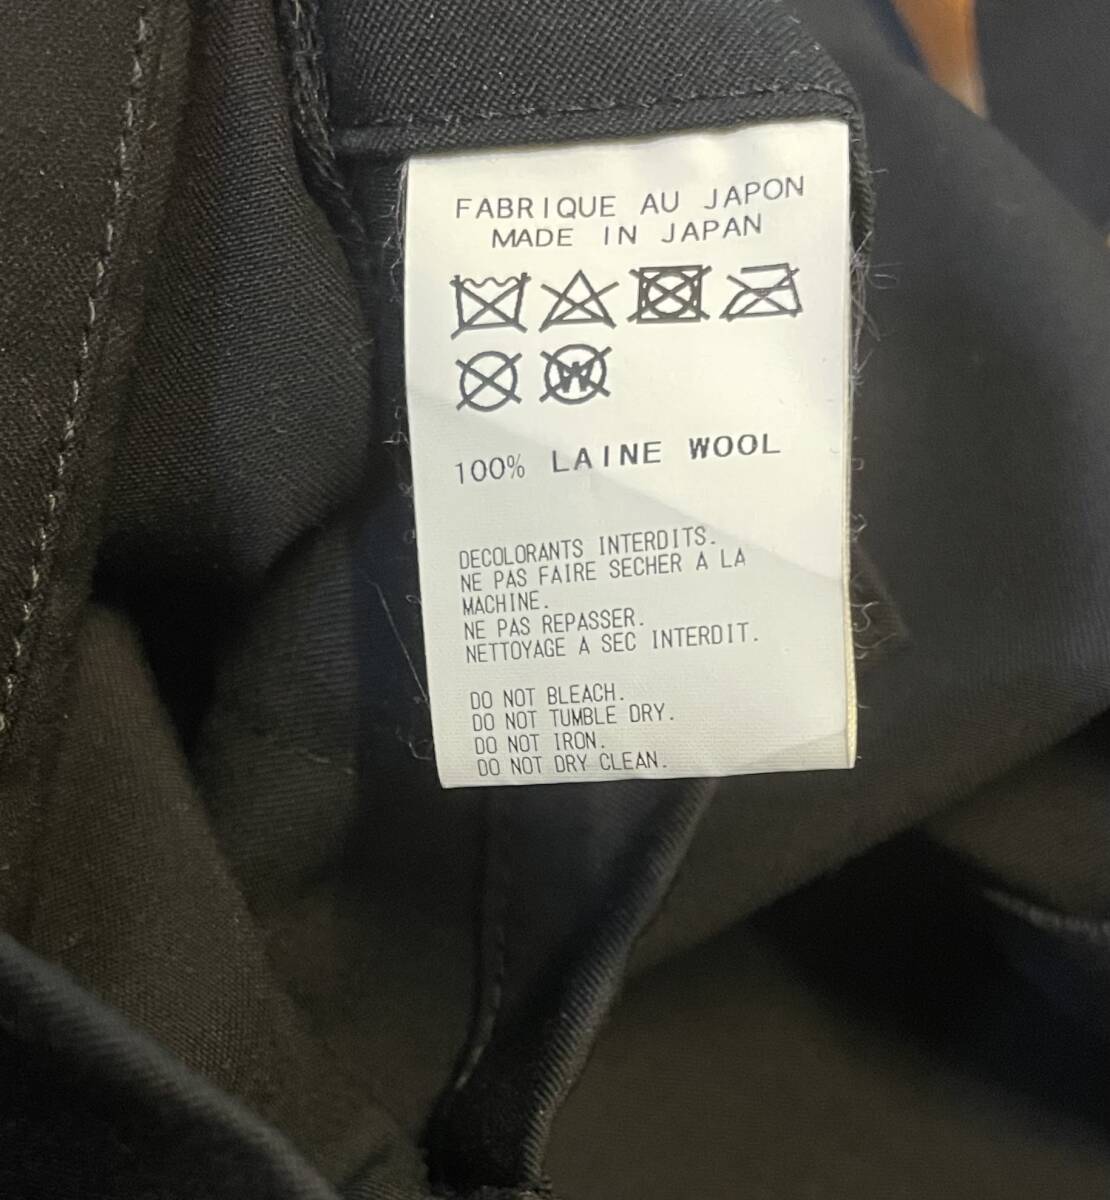 FABRIQUE AU JAPON
MADE IN JAPAN
W
100% LAINE WOOL
DECOLORANTS INTERDITS.
NE PAS FAIRE SECHER A LA
MACHINE.
NE PAS REPASSER.
NETTOYAGE A SEC INTERDIT.
DO NOT BLEACH.
DO NOT TUMBLE DRY.
DO NOT IRON.
DO NOT DRY CLEAN.